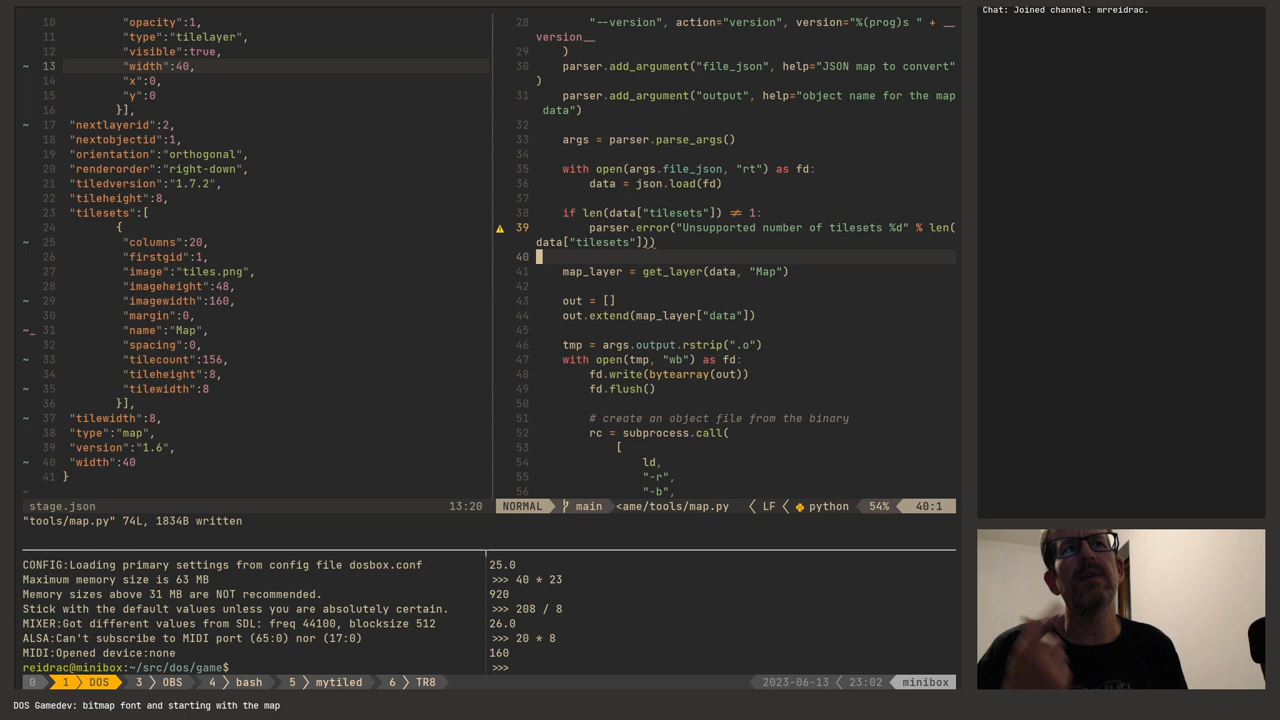 Chat: Joined channel: mrreidrac.
10 "opacity":1,
11 "type":"tilelayer",
12 "visible":true,
~ 13 "width":40,
14 "x":0,
15 "y":0
16 }],
~ 17 "nextlayerid":2,
18 "nextobjectid":1,
19 "orientation":"orthogonal",
20 "renderorder":"right-down",
21 "tiledversion":"1.7.2",
22 "tileheight":8,
23 "tilesets":[
24 {
~ 25 "columns":20,
26 "firstgid":1,
27 "image":"tiles.png",
28 "imageheight":48,
~ 29 "imagewidth":160,
30 "margin":0,
~_ 31 "name":"Map",
32 "spacing":0,
~ 33 "tilecount":156,
34 "tileheight":8,
~ 35 "tilewidth":8
36 }],
~ 37 "tilewidth":8,
38 "type":"map",
39 "version":"1.6",
~ 40 "width":40
41 }
~
stage.json 13:20
28 "--version", action="version", version="%(prog)s " + __
version__
29 )
30 parser.add_argument("file_json", help="JSON map to convert"
)
31 parser.add_argument("output", help="object name for the map
data")
32
33 args = parser.parse_args()
34
35 with open(args.file_json, "rt") as fd:
36 data = json.load(fd)
37
38 if len(data["tilesets"]) ≠ 1:
39 parser.error("Unsupported number of tilesets %d" % len(
data["tilesets"]))
40
41 map_layer = get_layer(data, "Map")
42
43 out = []
44 out.extend(map_layer["data"])
45
46 tmp = args.output.rstrip(".o")
47 with open(tmp, "wb") as fd:
48 fd.write(bytearray(out))
49 fd.flush()
50
51 # create an object file from the binary
52 rc = subprocess.call(
53 [
54 ld,
55 "-r",
56 "-b",
NORMAL main <ame/tools/map.py LF python 54% 40:1
"tools/map.py" 74L, 1834B written
CONFIG:Loading primary settings from config file dosbox.conf
Maximum memory size is 63 MB
Memory sizes above 31 MB are NOT recommended.
Stick with the default values unless you are absolutely certain.
MIXER:Got different values from SDL: freq 44100, blocksize 512
ALSA:Can't subscribe to MIDI port (65:0) nor (17:0)
MIDI:Opened device:none
reidrac@minibox:~/src/dos/game$
25.0
>>> 40 * 23
920
>>> 208 / 8
26.0
>>> 20 * 8
160
>>>
0 1 DOS 3 OBS 4 bash 5 mytiled 6 TR8 2023-06-13 23:02 minibox
DOS Gamedev: bitmap font and starting with the map